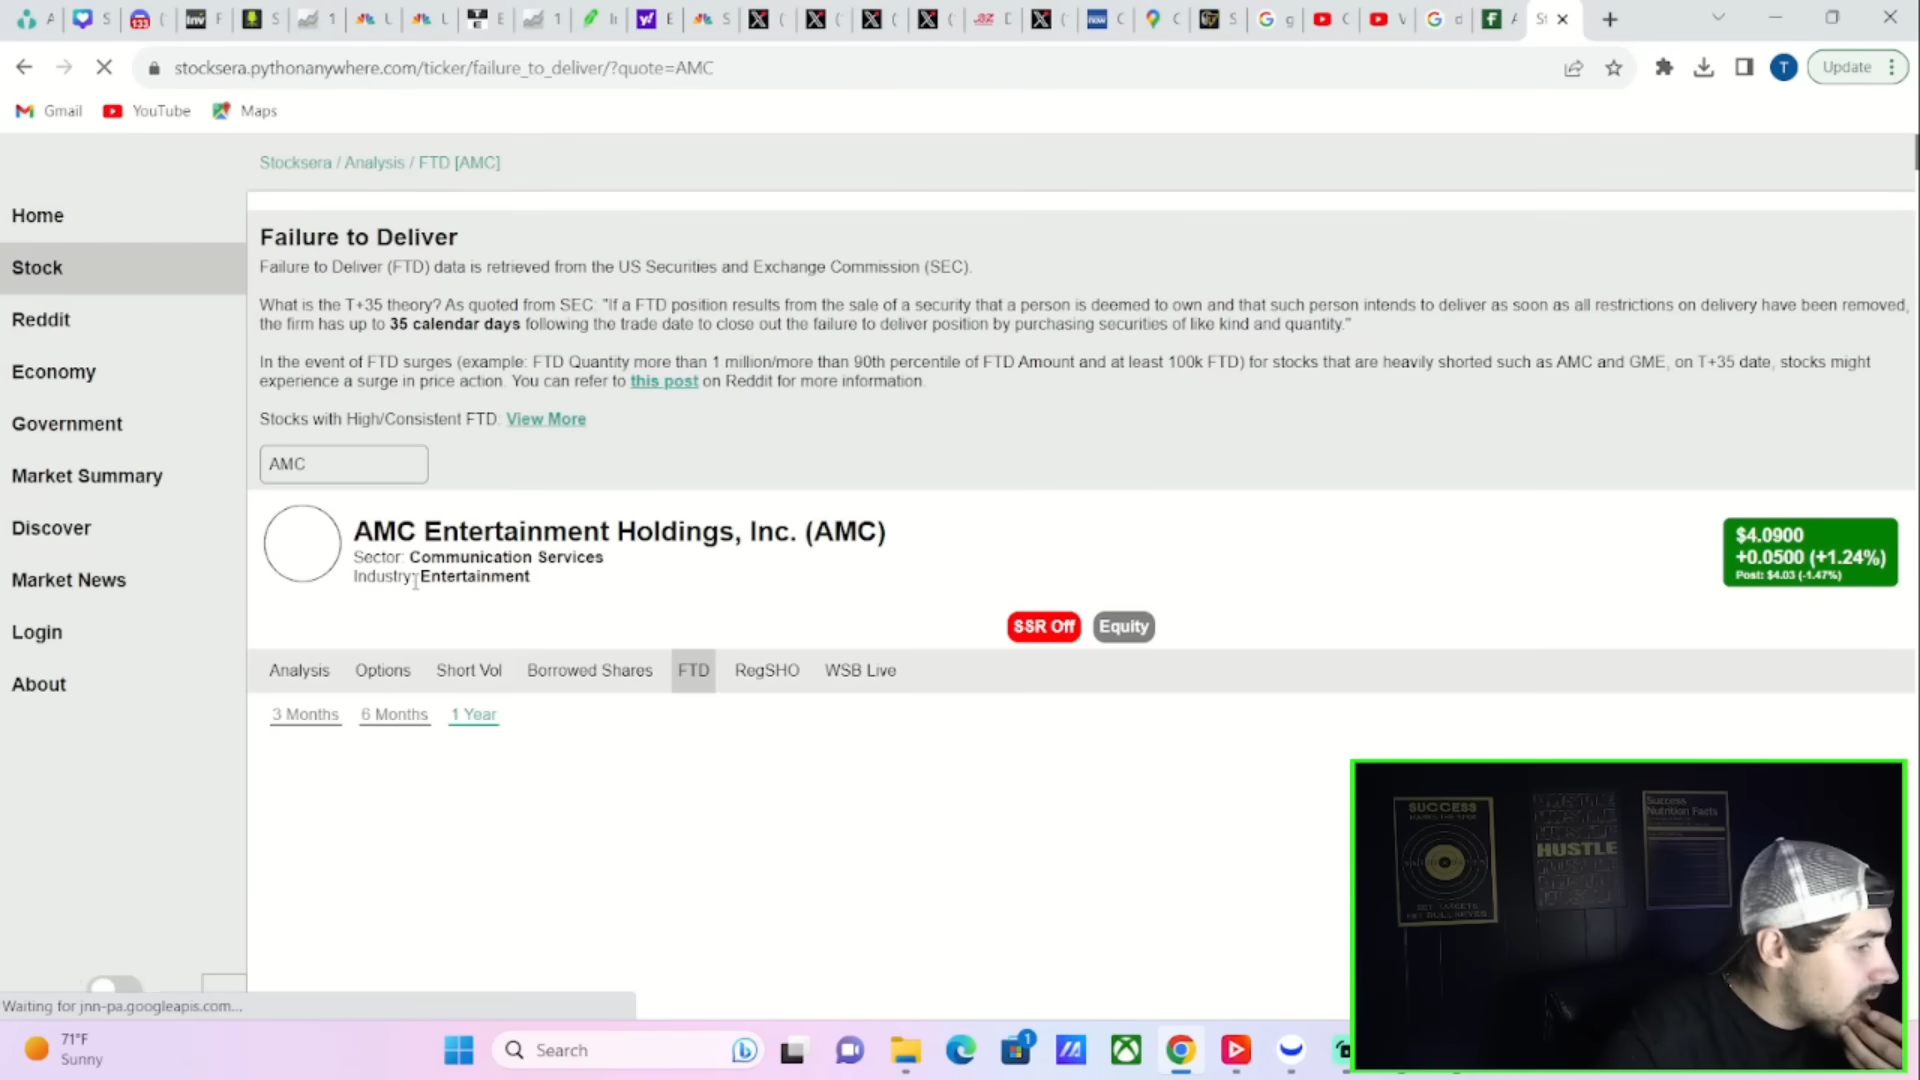 stocksera.pythonanywhere.com/ticker/failure_to_deliver/?quote=AMC
T
Update
Gmail
YouTube
Maps
Stocksera / Analysis / FTD [AMC]
Home
Stock
Reddit
Economy
Government
Market Summary
Discover
Market News
Login
About
Failure to Deliver
Failure to Deliver (FTD) data is retrieved from the US Securities and Exchange Commission (SEC).
What is the T+35 theory? As quoted from SEC: "If a FTD position results from the sale of a security that a person is deemed to own and that such person intends to deliver as soon as all restrictions on delivery have been removed,
the firm has up to 35 calendar days following the trade date to close out the failure to deliver position by purchasing securities of like kind and quantity."
In the event of FTD surges (example: FTD Quantity more than 1 million/more than 90th percentile of FTD Amount and at least 100k FTD) for stocks that are heavily shorted such as AMC and GME, on T+35 date, stocks might
experience a surge in price action. You can refer to this post on Reddit for more information.
Stocks with High/Consistent FTD: View More
AMC
AMC Entertainment Holdings, Inc. (AMC)
Sector: Communication Services
Industry: Entertainment
$4.0900
+0.0500 (+1.24%)
Post: $4.03 (-1.47%)
SSR Off
Equity
Analysis
Options
Short Vol
Borrowed Shares
FTD
RegSHO
WSB Live
3 Months
6 Months
1 Year
SUCCESS
HUSTLE
Success
Nutrition Facts
Waiting for jnn-pa.googleapis.com...
71°F
Sunny
Search
1